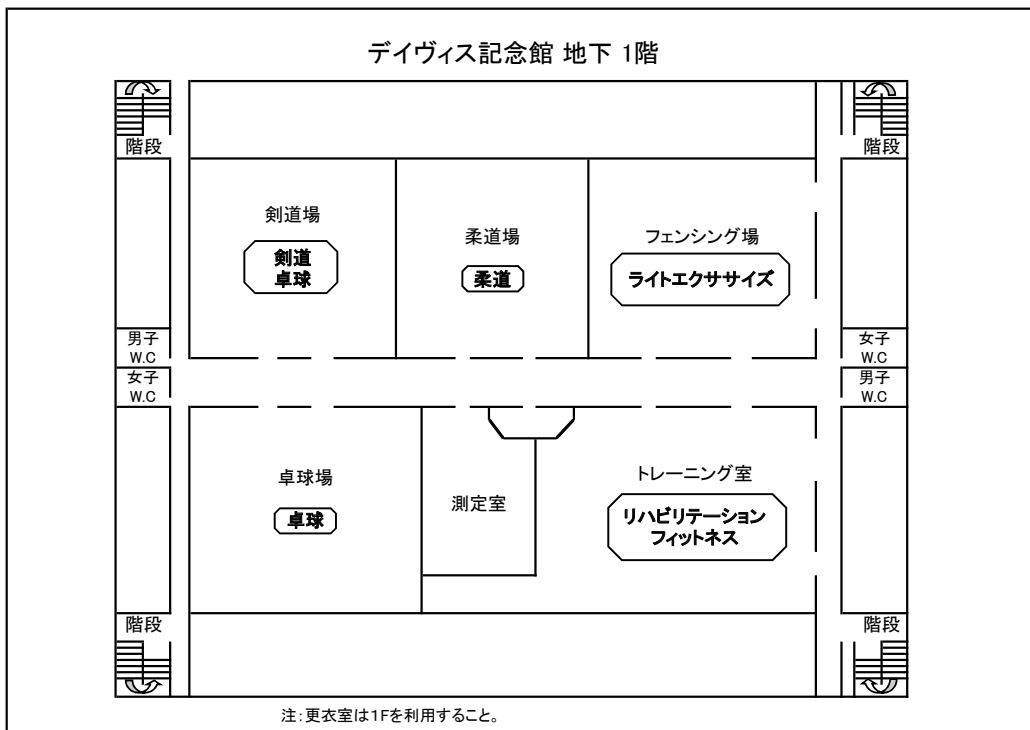 デイヴィス記念館 地下 1階
階段
階段
剣道場
剣道
卓球
柔道場
柔道
フェンシング場
ライトエクササイズ
男子
W.C
女子
W.C
女子
W.C
男子
W.C
卓球場
卓球
測定室
トレーニング室
リハビリテーション
フィットネス
階段
階段
注:更衣室は1Fを利用すること。